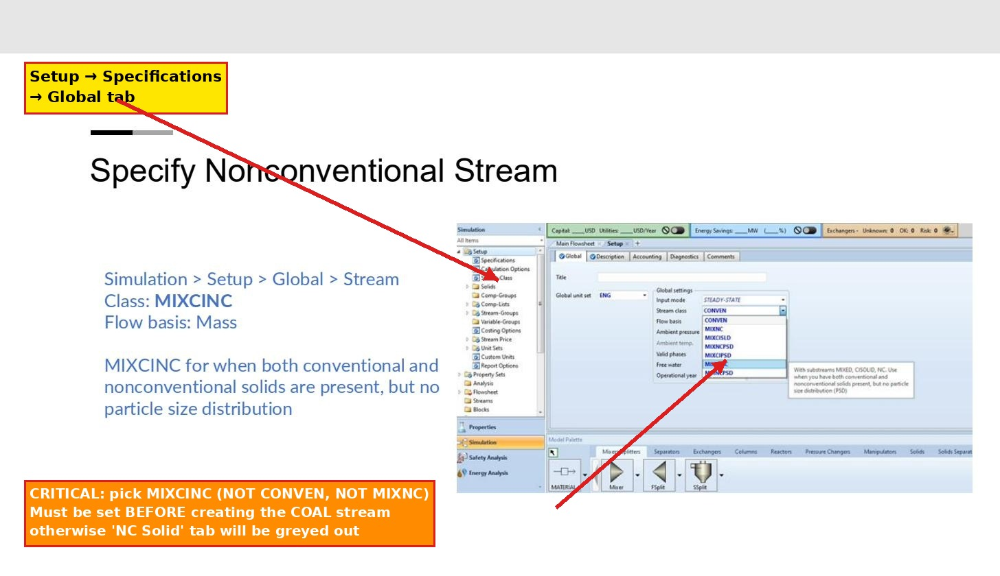 Setup → Specifications
→ Global tab
Specify Nonconventional Stream
Simulation > Setup > Global > Stream
Class: MIXCINC
Flow basis: Mass
MIXCINC for when both conventional and
nonconventional solids are present, but no
particle size distribution
CRITICAL: pick MIXCINC (NOT CONVEN, NOT MIXNC)
Must be set BEFORE creating the COAL stream
otherwise 'NC Solid' tab will be greyed out
Simulation
All Items
Setup
Specifications
Calculation Options
Class
Solids
Comp-Groups
Comp-Lists
Stream-Groups
Variable-Groups
Costing Options
Stream Price
Unit Sets
Custom Units
Report Options
Property Sets
Analysis
Flowsheet
Streams
Blocks
Properties
Simulation
Safety Analysis
Energy Analysis
Capital: ___USD Utilities: ___USD/Year
Energy Savings: ___MW (___%)
Exchangers - Unknown: 0 OK: 0 Risk: 0
Main Flowsheet × Setup × +
Global Description Accounting Diagnostics Comments
Title
Global unit set ENG
Global settings
Input mode STEADY-STATE
Stream class CONVEN
Flow basis CONVEN
MIXNC
Ambient pressure MIXCISLD
Ambient temp. MIXNCPSD
Valid phases MIXCIPSD
Free water
Operational year
With substreams MIXED, CISOLID, NC. Use
when you have both conventional and
nonconventional solids present, but no particle
size distribution (PSD)
Model Palette
Mixers/Splitters Separators Exchangers Columns Reactors Pressure Changers Manipulators Solids Solids Separat
MATERIAL Mixer FSplit SSplit